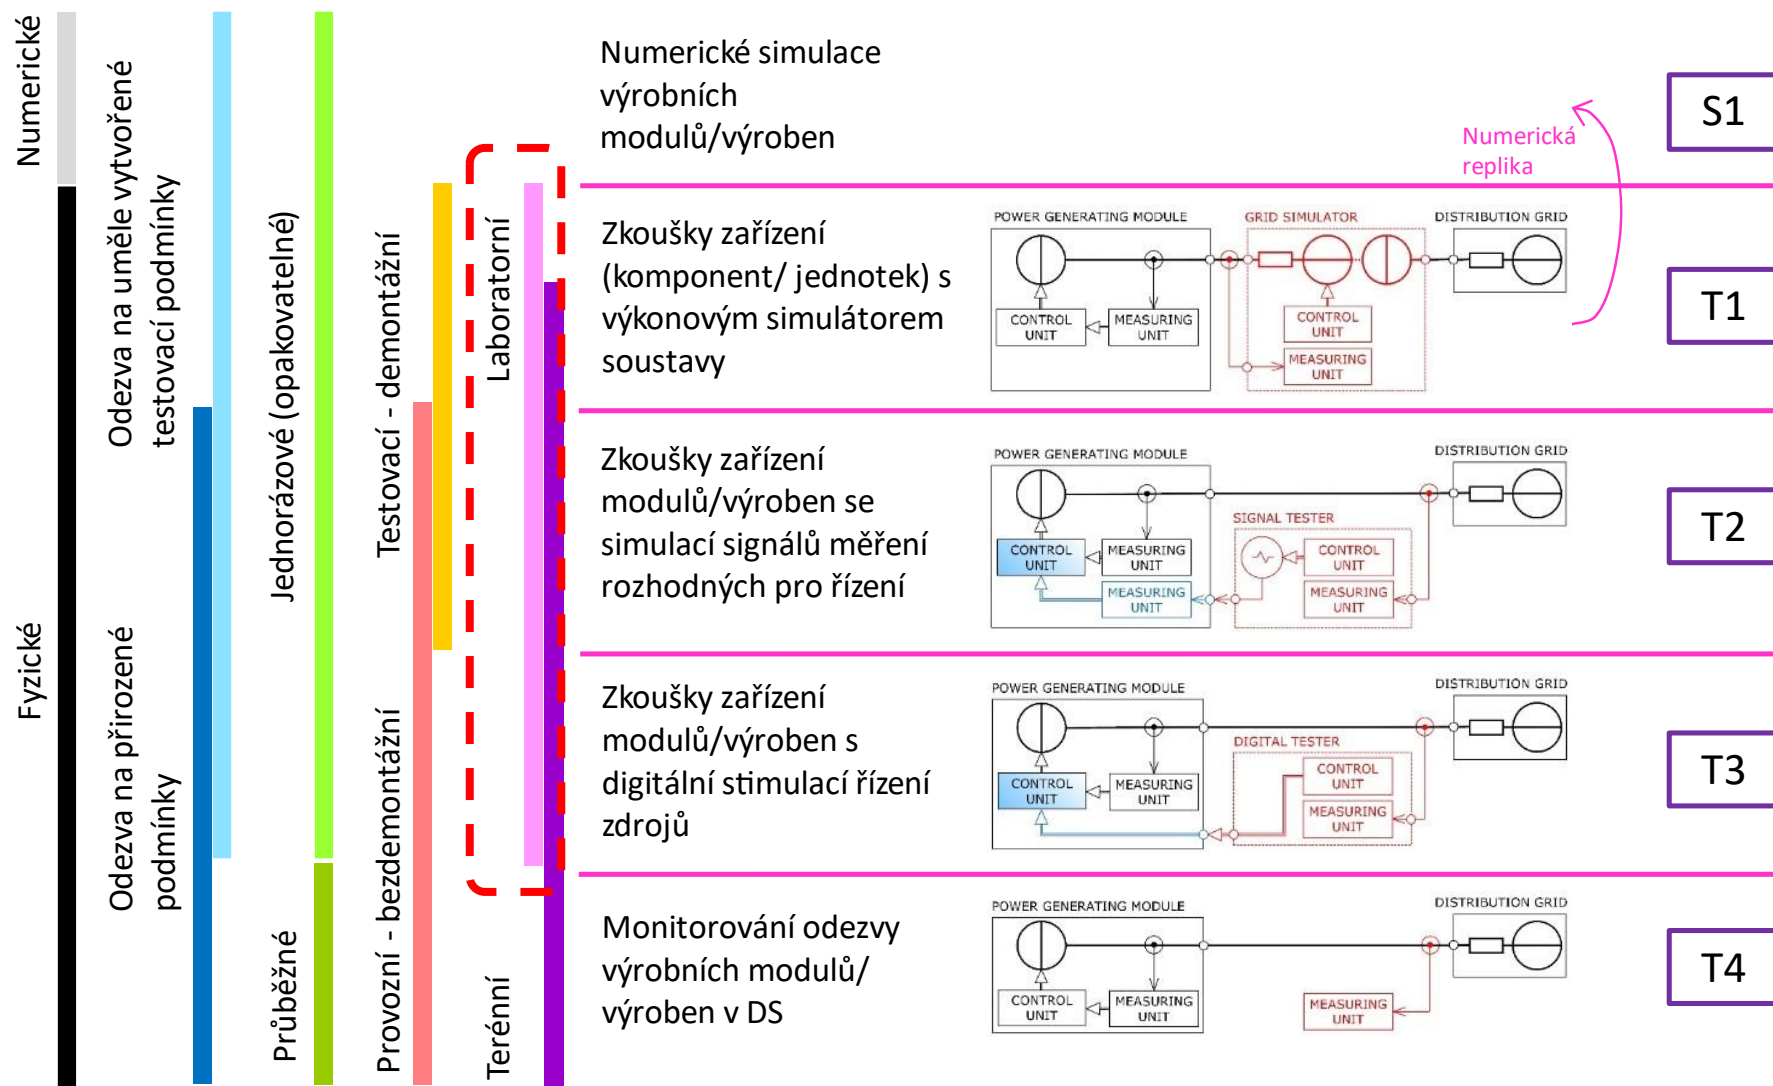 Numerické
Fyzické
Odezva na uměle vytvořené
testovací podmínky
Odezva na přirozené
podmínky
Jednorázové (opakovatelné)
Průběžné
Testovací - demontážní
Provozní - bezdemontážní
Laboratorní
Terénní
Numerické simulace
výrobních
modulů/výroben
Numerická
replika
S1
Zkoušky zařízení
(komponent/ jednotek) s
výkonovým simulátorem
soustavy
POWER GENERATING MODULE
GRID SIMULATOR
DISTRIBUTION GRID
CONTROL
UNIT
MEASURING
UNIT
CONTROL
UNIT
MEASURING
UNIT
T1
Zkoušky zařízení
modulů/výroben se
simulací signálů měření
rozhodných pro řízení
POWER GENERATING MODULE
DISTRIBUTION GRID
SIGNAL TESTER
CONTROL
UNIT
MEASURING
UNIT
CONTROL
UNIT
MEASURING
UNIT
MEASURING
UNIT
T2
Zkoušky zařízení
modulů/výroben s
digitální stimulací řízení
zdrojů
POWER GENERATING MODULE
DISTRIBUTION GRID
DIGITAL TESTER
CONTROL
UNIT
CONTROL
UNIT
MEASURING
UNIT
MEASURING
UNIT
T3
Monitorování odezvy
výrobních modulů/
výroben v DS
POWER GENERATING MODULE
DISTRIBUTION GRID
CONTROL
UNIT
MEASURING
UNIT
MEASURING
UNIT
T4